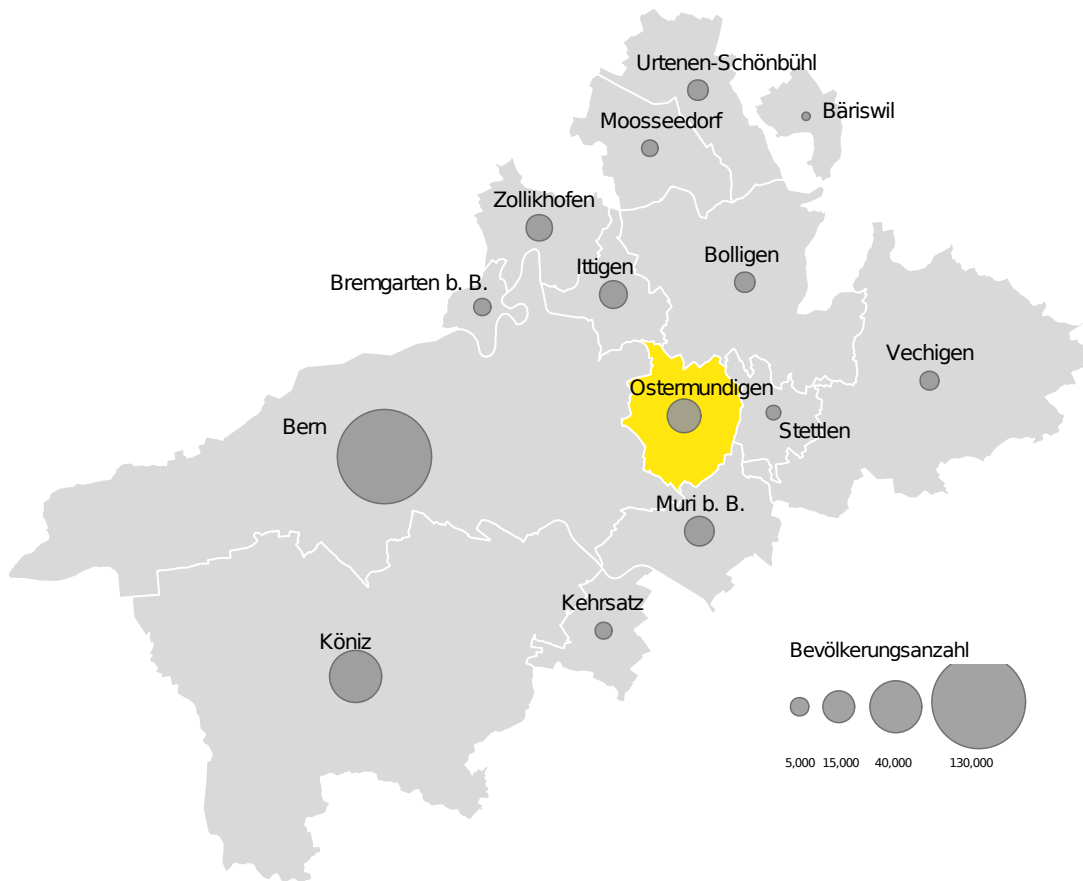 Urtenen-Schönbühl
Bäriswil
Moosseedorf
Zollikhofen
Bolligen
Ittigen
Bremgarten b. B.
Vechigen
Ostermundigen
Bern
Stettlen
Muri b. B.
Kehrsatz
Köniz
Bevölkerungsanzahl
5,000 15,000 40,000 130,000